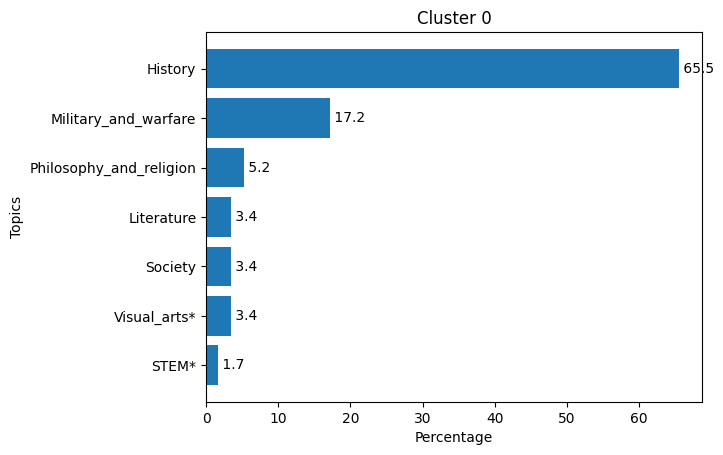 Cluster 0
History 65.5
Military_and_warfare 17.2
Philosophy_and_religion 5.2
Literature 3.4
Society 3.4
Visual_arts* 3.4
STEM* 1.7
Topics
0 10 20 30 40 50 60
Percentage